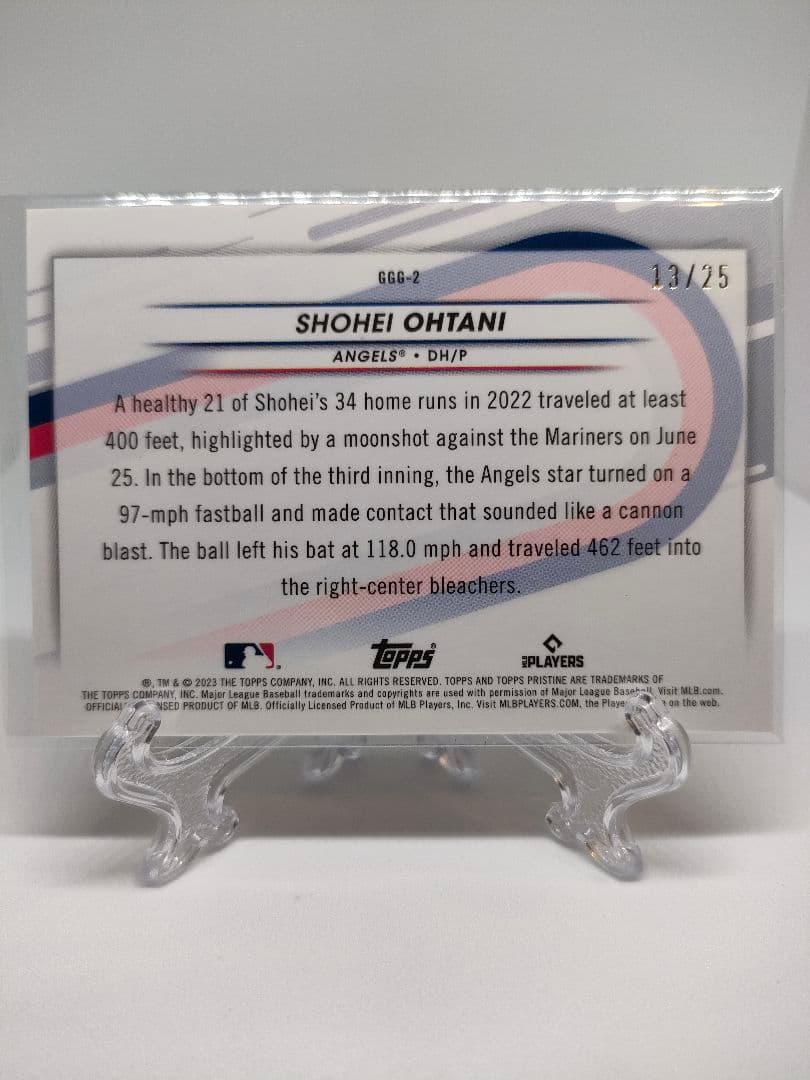 GGG-2
13/25
SHOHEI OHTANI
ANGELS® • DH/P
A healthy 21 of Shohei's 34 home runs in 2022 traveled at least
400 feet, highlighted by a moonshot against the Mariners on June
25. In the bottom of the third inning, the Angels star turned on a
97-mph fastball and made contact that sounded like a cannon
blast. The ball left his bat at 118.0 mph and traveled 462 feet into
the right-center bleachers.
topps® PLAYERS
®, TM & © 2023 THE TOPPS COMPANY, INC. ALL RIGHTS RESERVED. TOPPS AND TOPPS PRISTINE ARE TRADEMARKS OF
THE TOPPS COMPANY, INC. Major League Baseball trademarks and copyrights are used with permission of Major League Baseball. Visit MLB.com.
PRODUCT OF MLB. Officially Licensed Product of MLB Players, Inc. Visit MLBPLAYERS.COM, the on the web.